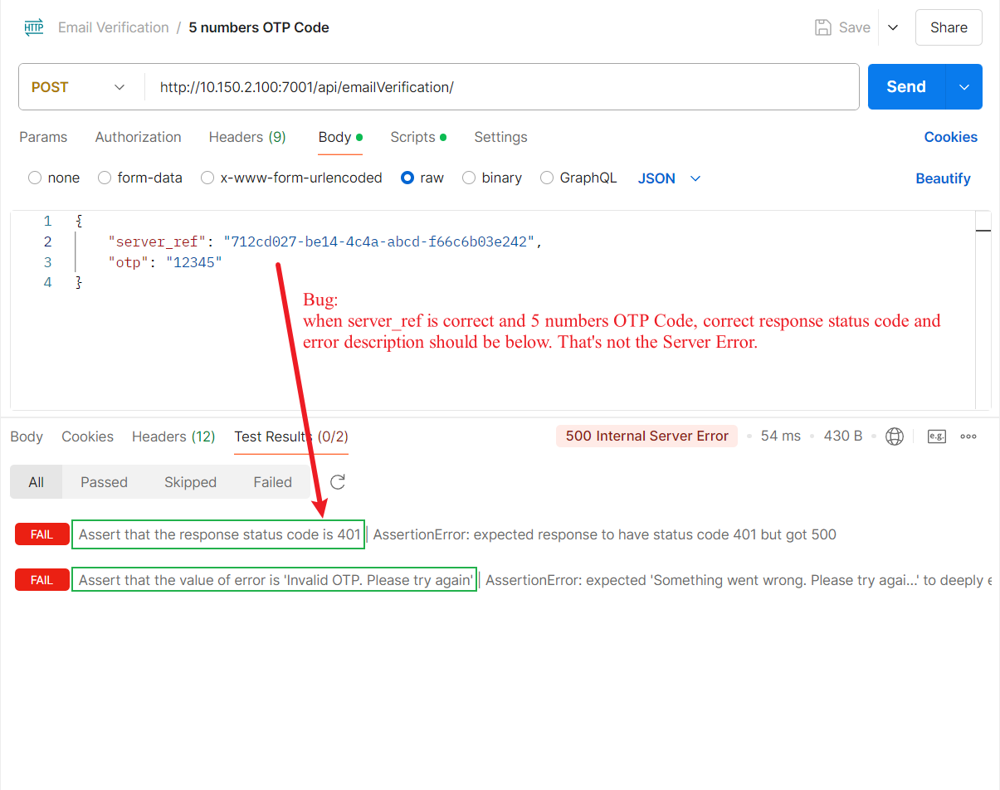 HTTP Email Verification / 5 numbers OTP Code Save Share
POST http://10.150.2.100:7001/api/emailVerification/ Send
Params Authorization Headers (9) Body Scripts Settings Cookies
none form-data x-www-form-urlencoded raw binary GraphQL JSON Beautify
1 {
2 "server_ref": "712cd027-be14-4c4a-abcd-f66c6b03e242",
3 "otp": "12345"
4 }
Bug:
when server_ref is correct and 5 numbers OTP Code, correct response status code and
error description should be below. That's not the Server Error.
Body Cookies Headers (12) Test Results (0/2) 500 Internal Server Error 54 ms 430 B e.g.
All Passed Skipped Failed
FAIL Assert that the response status code is 401 | AssertionError: expected response to have status code 401 but got 500
FAIL Assert that the value of error is 'Invalid OTP. Please try again' | AssertionError: expected 'Something went wrong. Please try agai...' to deeply e